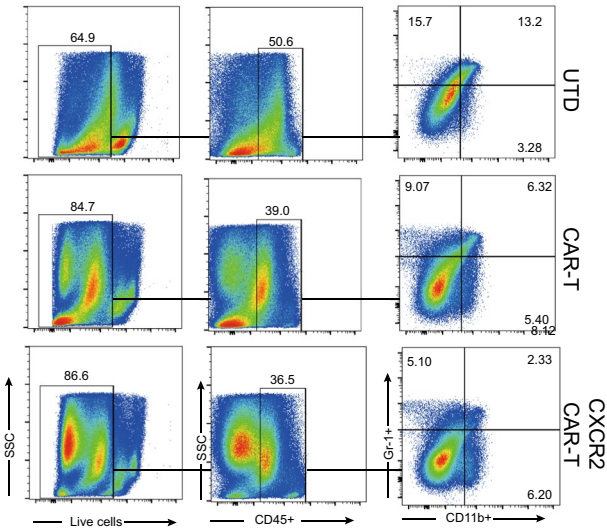 64.9
50.6
15.7
13.2
3.28
UTD
84.7
39.0
9.07
6.32
5.40
8.12
CAR-T
86.6
36.5
5.10
2.33
6.20
CXCR2
CAR-T
SSC
SSC
Gr-1+
Live cells
CD45+
CD11b+